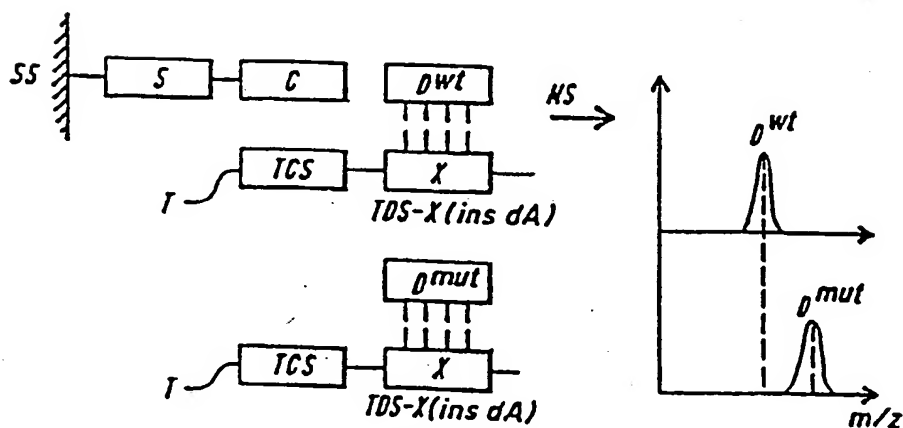 SS
S
C
D wt
MS
T
TCS
X
TDS-X (ins dA)
D mut
T
TCS
X
TDS-X (ins dA)
D wt
D mut
m/z